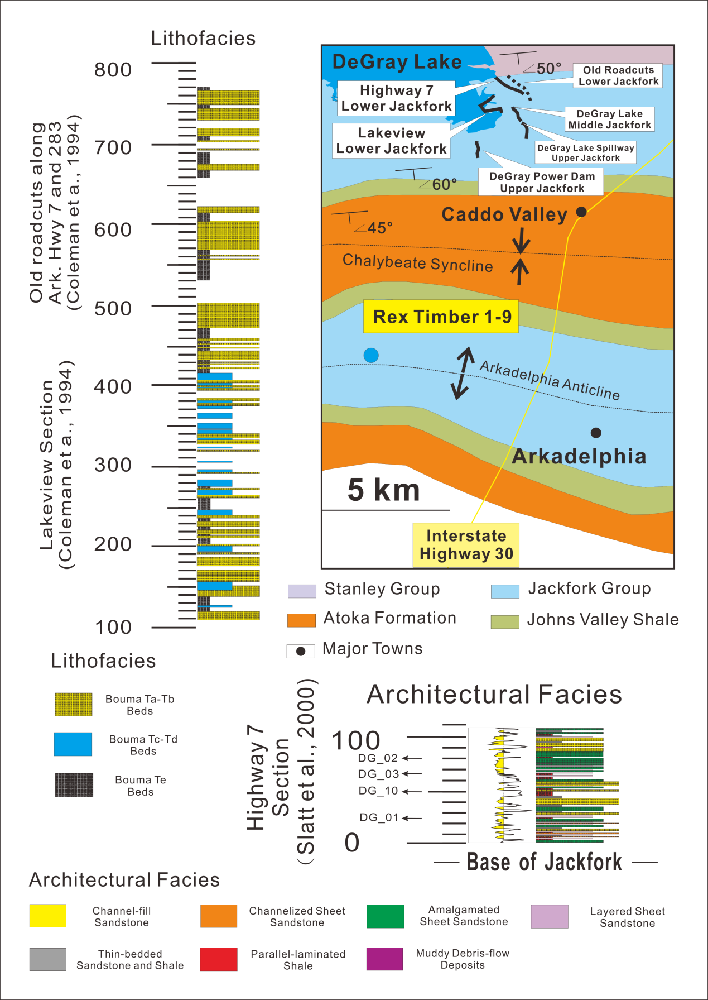 Lithofacies
800
700
600
500
400
300
200
100
Old roadcuts along
Ark. Hwy 7 and 283
(Coleman et a., 1994)
Lakeview Section
(Coleman et a., 1994)
DeGray Lake
50°
Old Roadcuts
Lower Jackfork
Highway 7
Lower Jackfork
DeGray Lake
Middle Jackfork
Lakeview
Lower Jackfork
DeGray Lake Spillway
Upper Jackfork
DeGray Power Dam
Upper Jackfork
60°
Caddo Valley
45°
Chalybeate Syncline
Rex Timber 1-9
Arkadelphia Anticline
Arkadelphia
5 km
Interstate
Highway 30
Stanley Group
Jackfork Group
Atoka Formation
Johns Valley Shale
Major Towns
Lithofacies
Bouma Ta-Tb
Beds
Bouma Tc-Td
Beds
Bouma Te
Beds
Architectural Facies
Highway 7
Section
(Slatt et al., 2000)
100
DG_02
DG_03
DG_10
DG_01
0
Base of Jackfork
Architectural Facies
Channel-fill
Sandstone
Channelized Sheet
Sandstone
Amalgamated
Sheet Sandstone
Layered Sheet
Sandstone
Thin-bedded
Sandstone and Shale
Parallel-laminated
Shale
Muddy Debris-flow
Deposits